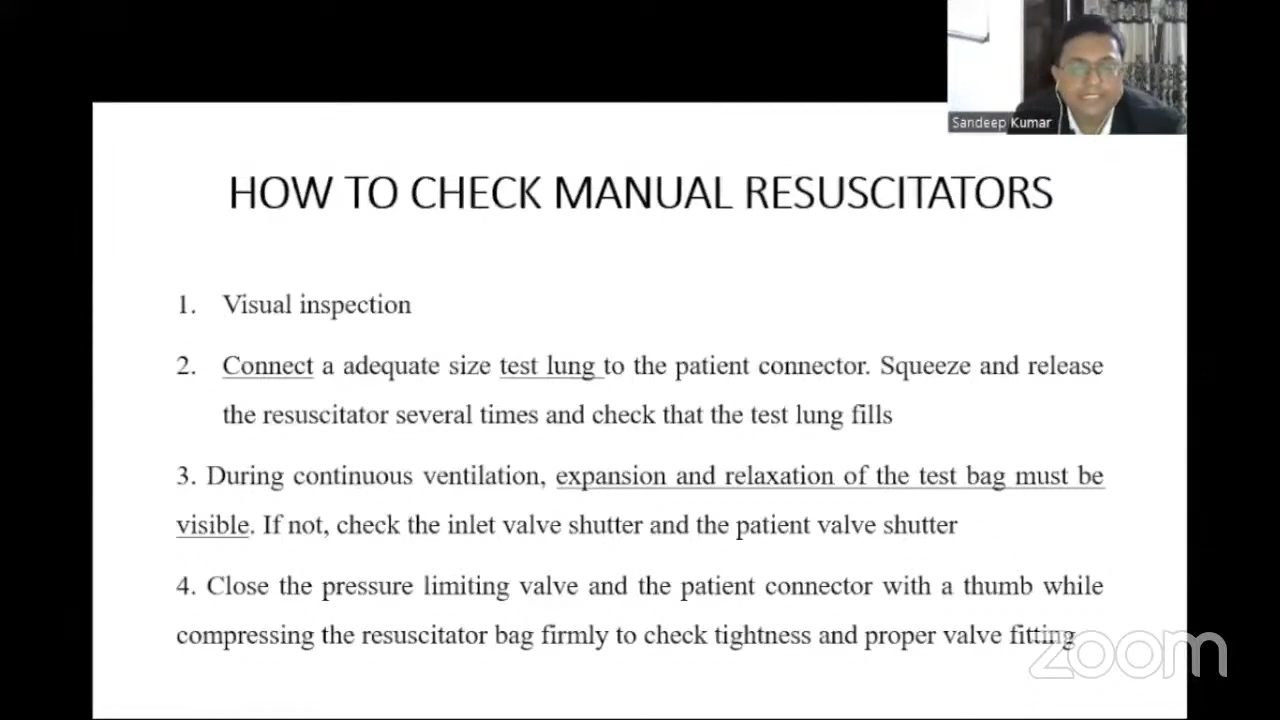 Sandeep Kumar
HOW TO CHECK MANUAL RESUSCITATORS
1. Visual inspection
2. Connect a adequate size test lung to the patient connector. Squeeze and release
the resuscitator several times and check that the test lung fills
3. During continuous ventilation, expansion and relaxation of the test bag must be
visible. If not, check the inlet valve shutter and the patient valve shutter
4. Close the pressure limiting valve and the patient connector with a thumb while
compressing the resuscitator bag firmly to check tightness and proper valve fitting
zoom